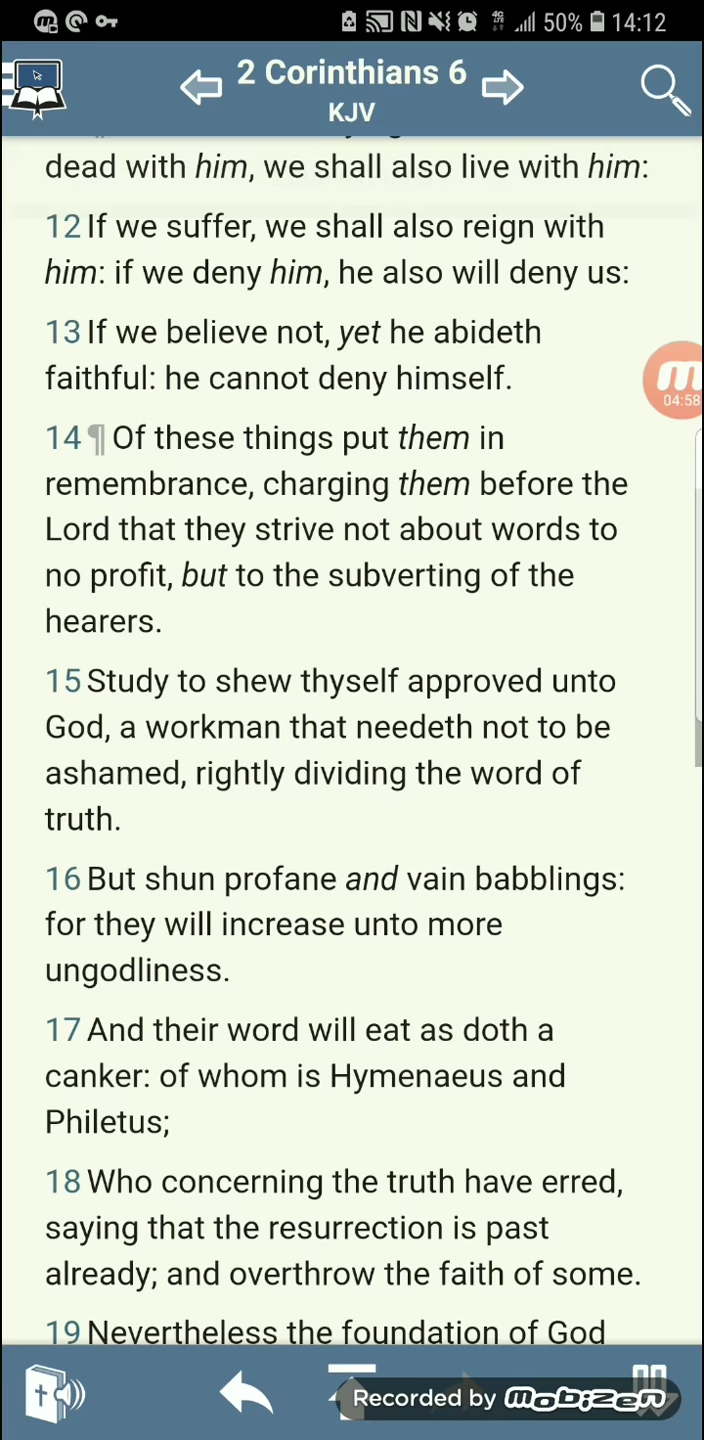 50% 14:12
2 Corinthians 6
KJV
dead with him, we shall also live with him:
12 If we suffer, we shall also reign with
him: if we deny him, he also will deny us:
13 If we believe not, yet he abideth
faithful: he cannot deny himself.
04:58
14 ¶ Of these things put them in
remembrance, charging them before the
Lord that they strive not about words to
no profit, but to the subverting of the
hearers.
15 Study to shew thyself approved unto
God, a workman that needeth not to be
ashamed, rightly dividing the word of
truth.
16 But shun profane and vain babblings:
for they will increase unto more
ungodliness.
17 And their word will eat as doth a
canker: of whom is Hymenaeus and
Philetus;
18 Who concerning the truth have erred,
saying that the resurrection is past
already; and overthrow the faith of some.
19 Nevertheless the foundation of God
Recorded by mobizen